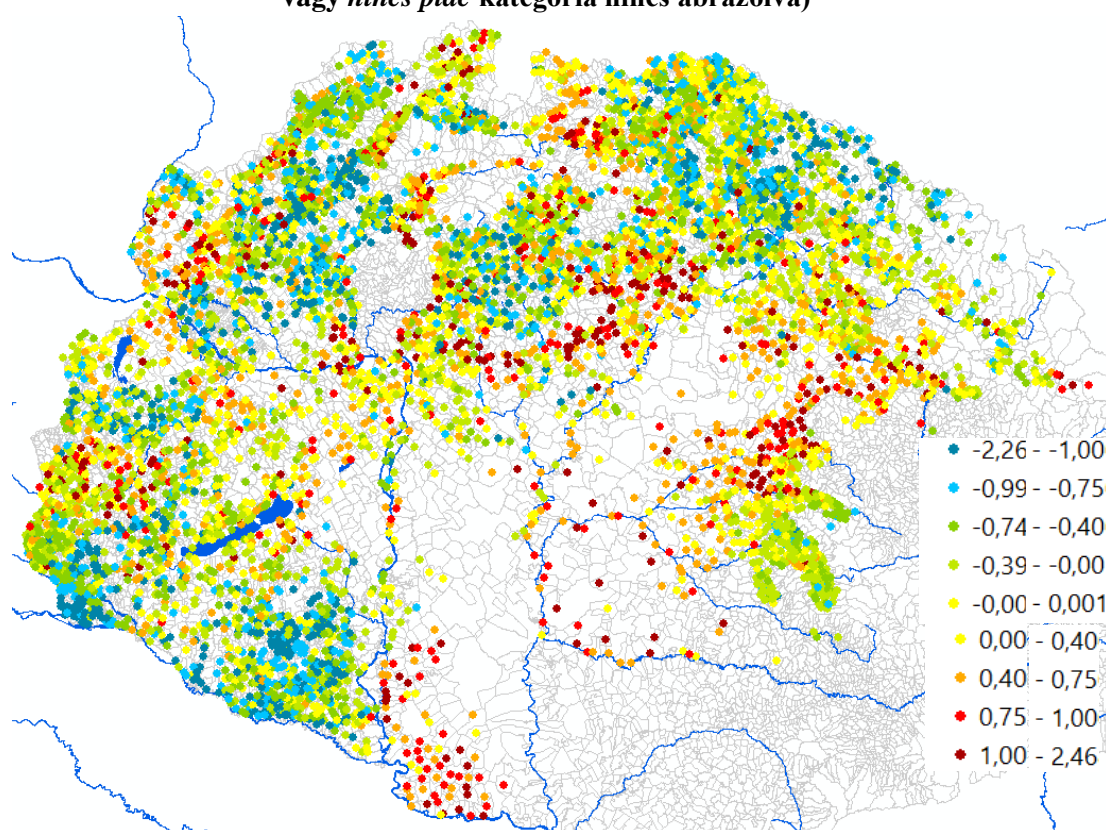 vagy nincs piac kategória nincs ábrázolva)
-2,26 - -1,00
-0,99 - -0,75
-0,74 - -0,40
-0,39 - -0,00
-0,00 - 0,001
0,00 - 0,40
0,40 - 0,75
0,75 - 1,00
1,00 - 2,46